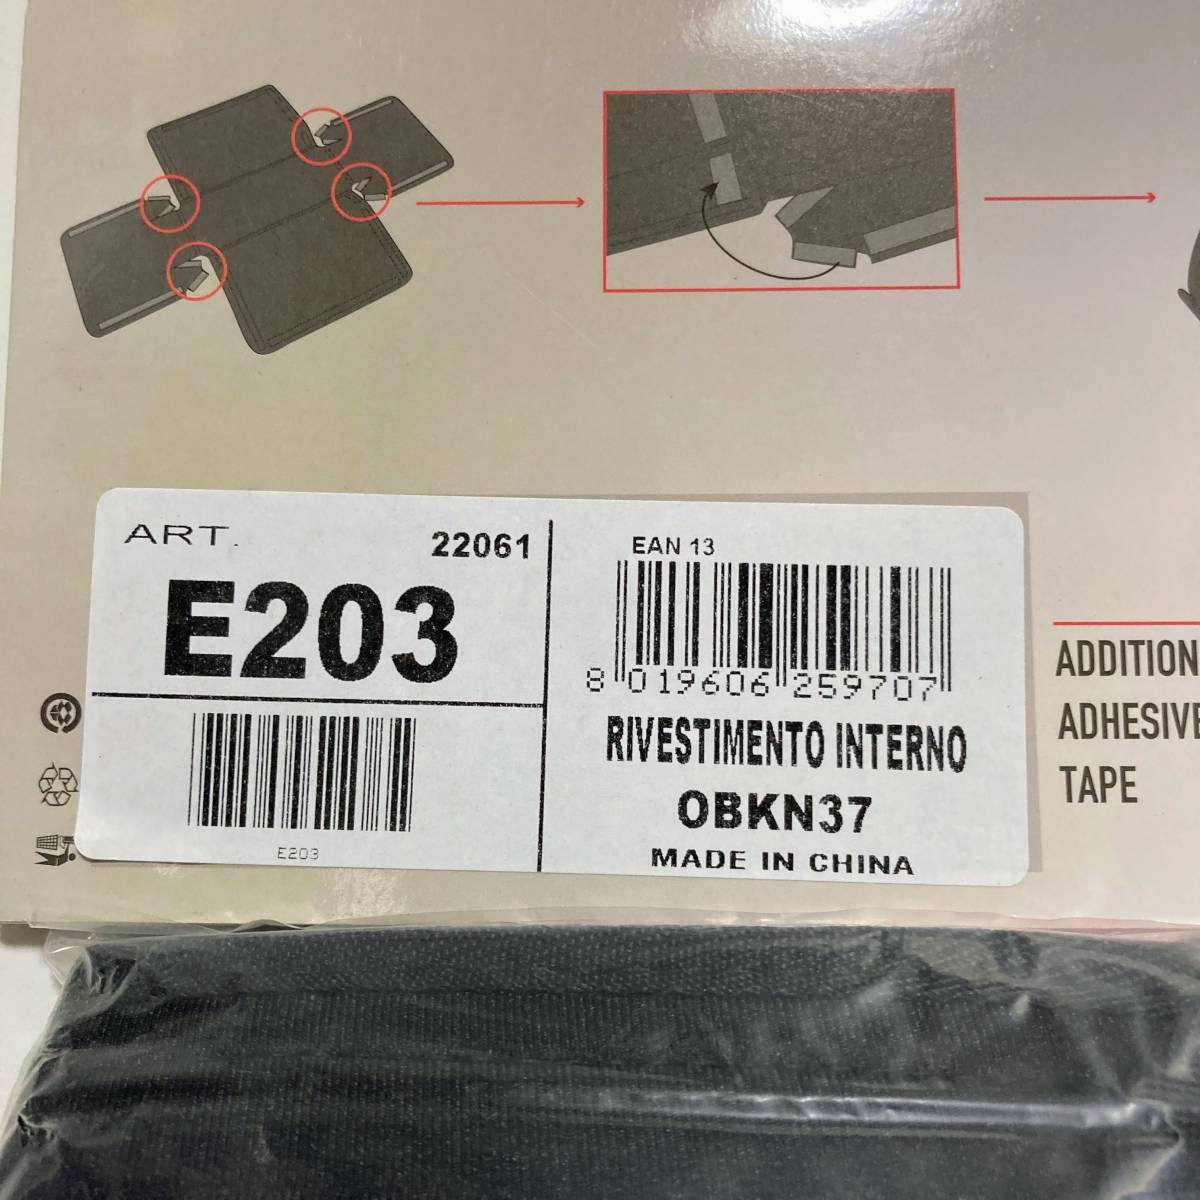 ART. 22061
E203
E203
EAN 13
8 019606 259707
RIVESTIMENTO INTERNO
OBKN37
MADE IN CHINA
ADDITION
ADHESIVE
TAPE